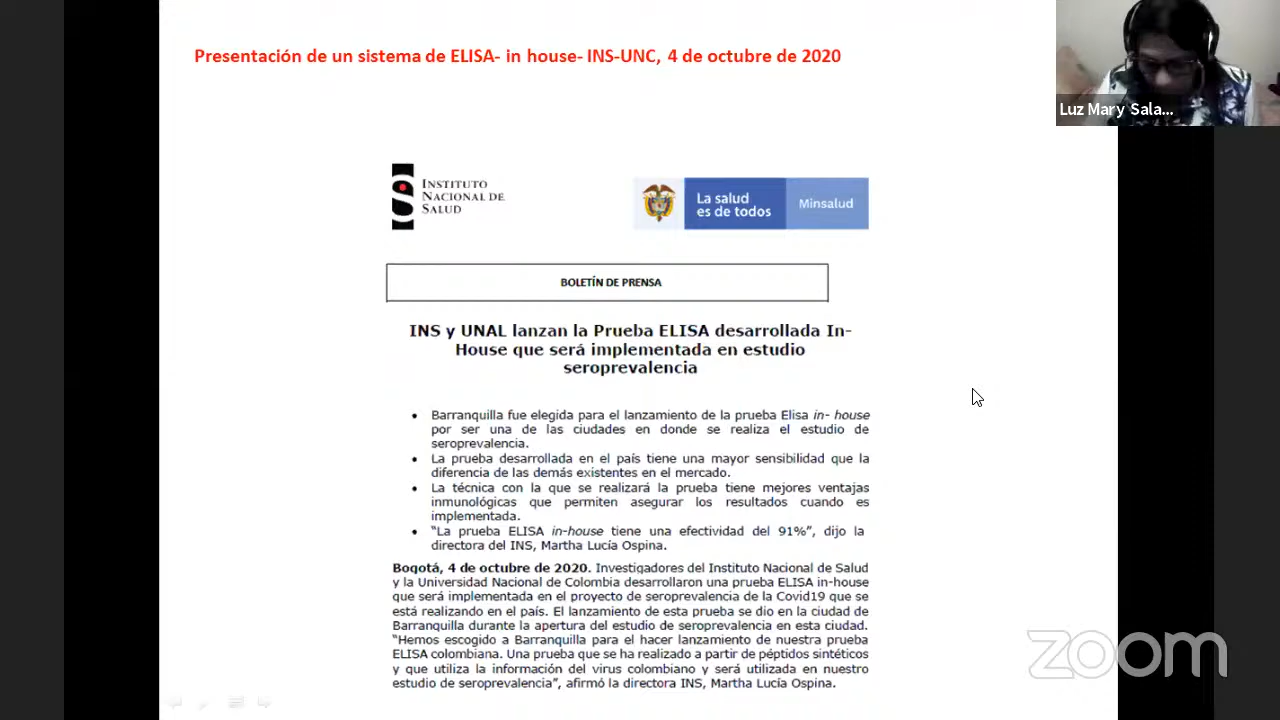 Presentación de un sistema de ELISA- in house- INS-UNC, 4 de octubre de 2020
Luz Mary Sala...
INSTITUTO
NACIONAL DE
SALUD
La salud
es de todos
Minsalud
BOLETÍN DE PRENSA
INS y UNAL lanzan la Prueba ELISA desarrollada In-
House que será implementada en estudio
seroprevalencia
• Barranquilla fue elegida para el lanzamiento de la prueba Elisa in- house
por ser una de las ciudades en donde se realiza el estudio de
seroprevalencia.
• La prueba desarrollada en el país tiene una mayor sensibilidad que la
diferencia de las demás existentes en el mercado.
• La técnica con la que se realizará la prueba tiene mejores ventajas
inmunológicas que permiten asegurar los resultados cuando es
implementada.
• “La prueba ELISA in-house tiene una efectividad del 91%”, dijo la
directora del INS, Martha Lucía Ospina.
Bogotá, 4 de octubre de 2020. Investigadores del Instituto Nacional de Salud
y la Universidad Nacional de Colombia desarrollaron una prueba ELISA in-house
que será implementada en el proyecto de seroprevalencia de la Covid19 que se
está realizando en el país. El lanzamiento de esta prueba se dio en la ciudad de
Barranquilla durante la apertura del estudio de seroprevalencia en esta ciudad.
“Hemos escogido a Barranquilla para el hacer lanzamiento de nuestra prueba
ELISA colombiana. Una prueba que se ha realizado a partir de péptidos sintéticos
y que utiliza la información del virus colombiano y será utilizada en nuestro
estudio de seroprevalencia”, afirmó la directora INS, Martha Lucía Ospina.
zoom